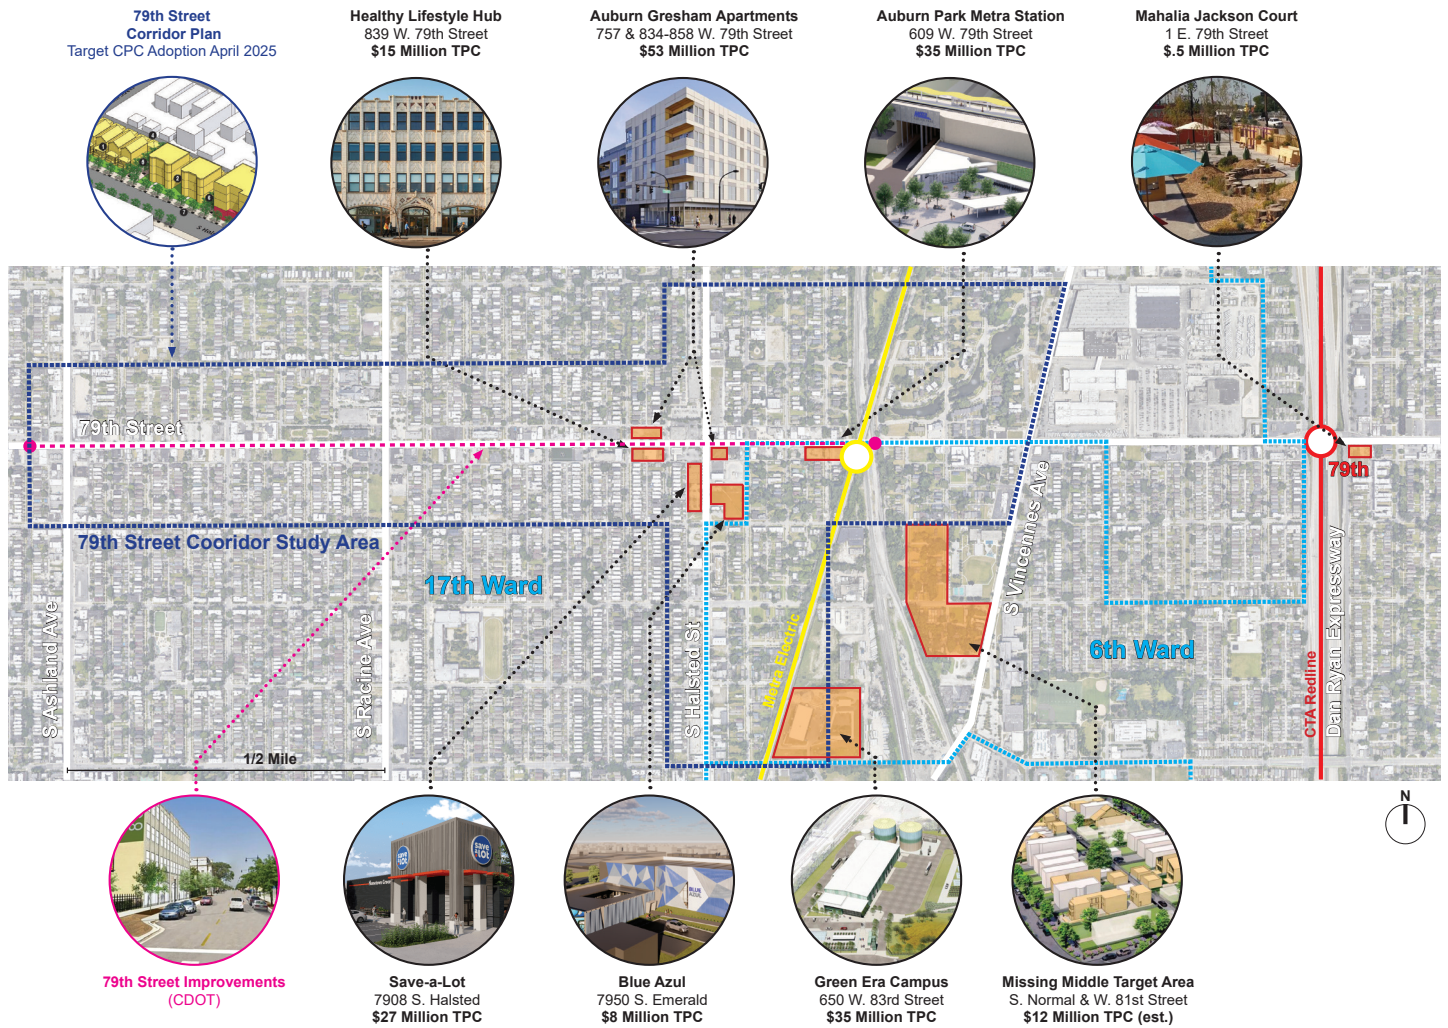 79th Street
Corridor Plan
Target CPC Adoption April 2025
Healthy Lifestyle Hub
839 W. 79th Street
$15 Million TPC
Auburn Gresham Apartments
757 & 834-858 W. 79th Street
$53 Million TPC
Auburn Park Metra Station
609 W. 79th Street
$35 Million TPC
Mahalia Jackson Court
1 E. 79th Street
$.5 Million TPC
79th Street
79th
79th Street Cooridor Study Area
17th Ward
6th Ward
S Ashland Ave
S Racine Ave
S Halsted St
Metra Electric
S Vincennes Ave
CTA Redline
Dan Ryan Expressway
1/2 Mile
N
save a lot
save a lot
BLUE AZUL
79th Street Improvements
(CDOT)
Save-a-Lot
7908 S. Halsted
$27 Million TPC
Blue Azul
7950 S. Emerald
$8 Million TPC
Green Era Campus
650 W. 83rd Street
$35 Million TPC
Missing Middle Target Area
S. Normal & W. 81st Street
$12 Million TPC (est.)